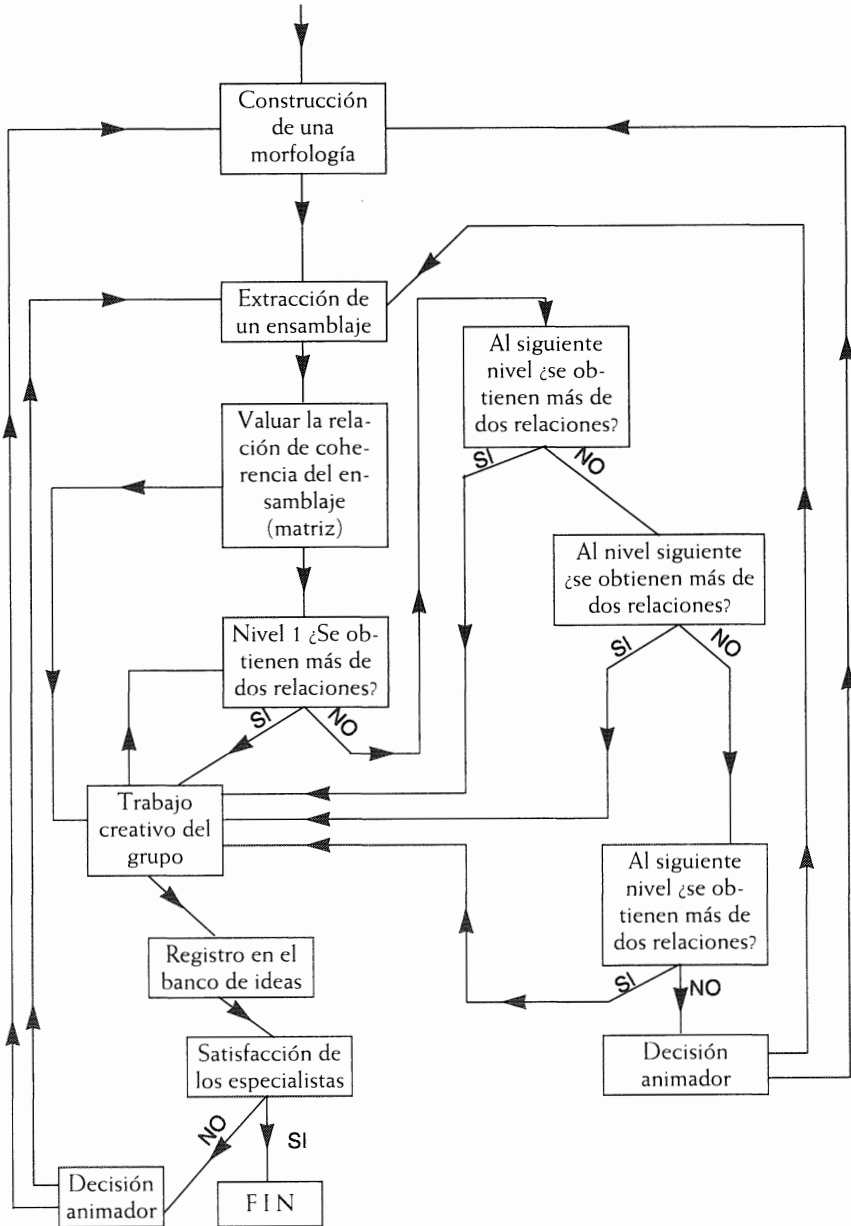 Construcción
de una
morfología
Extracción de
un ensamblaje
Al siguiente
nivel ¿se ob-
tienen más de
dos relaciones?
SI
NO
Valuar la rela-
ción de cohe-
rencia del en-
samblaje
(matriz)
Al nivel siguiente
¿se obtienen más de
dos relaciones?
SI
NO
Nivel 1 ¿Se ob-
tienen más de
dos relaciones?
SI
NO
Trabajo
creativo del
grupo
Al siguiente
nivel ¿se ob-
tienen más de
dos relaciones?
SI
NO
Registro en el
banco de ideas
Satisfacción de
los especialistas
Decisión
animador
NO
SI
Decisión
animador
FIN